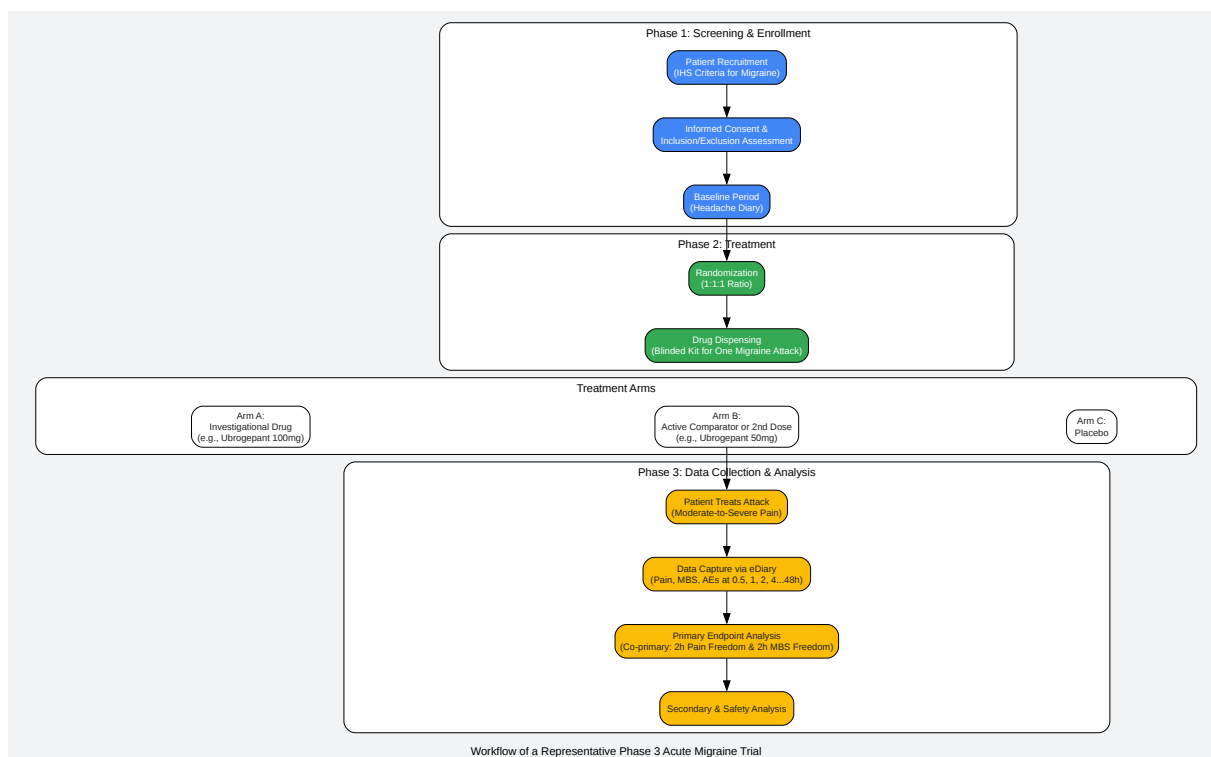 Phase 1: Screening & Enrollment
Patient Recruitment
(IHS Criteria for Migraine)
Informed Consent &
Inclusion/Exclusion Assessment
Baseline Period
(Headache Diary)
Phase 2: Treatment
Randomization
(1:1:1 Ratio)
Drug Dispensing
(Blinded Kit for One Migraine Attack)
Treatment Arms
Arm A:
Investigational Drug
(e.g., Ubrogepant 100mg)
Arm B:
Active Comparator or 2nd Dose
(e.g., Ubrogepant 50mg)
Arm C:
Placebo
Phase 3: Data Collection & Analysis
Patient Treats Attack
(Moderate-to-Severe Pain)
Data Capture via eDiary
(Pain, MBS, AEs at 0.5, 1, 2, 4...48h)
Primary Endpoint Analysis
(Co-primary: 2h Pain Freedom & 2h MBS Freedom)
Secondary & Safety Analysis
Workflow of a Representative Phase 3 Acute Migraine Trial